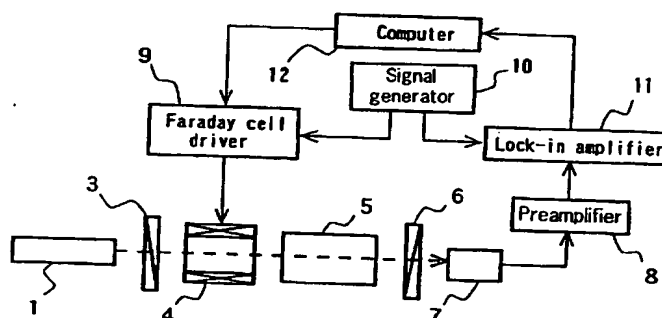 Computer
12
Signal
generator
10
11
9
Faraday cell
driver
Lock-in amplifier
3
5
6
Preamplifier
1
4
7
8